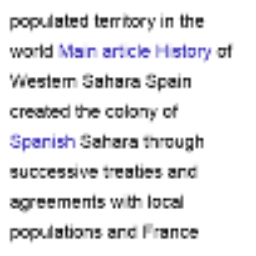 populated territory in the
world Main article History of
Western Sahara Spain
created the colony of
Spanish Sahara through
successive treaties and
agreements with local
populations and France